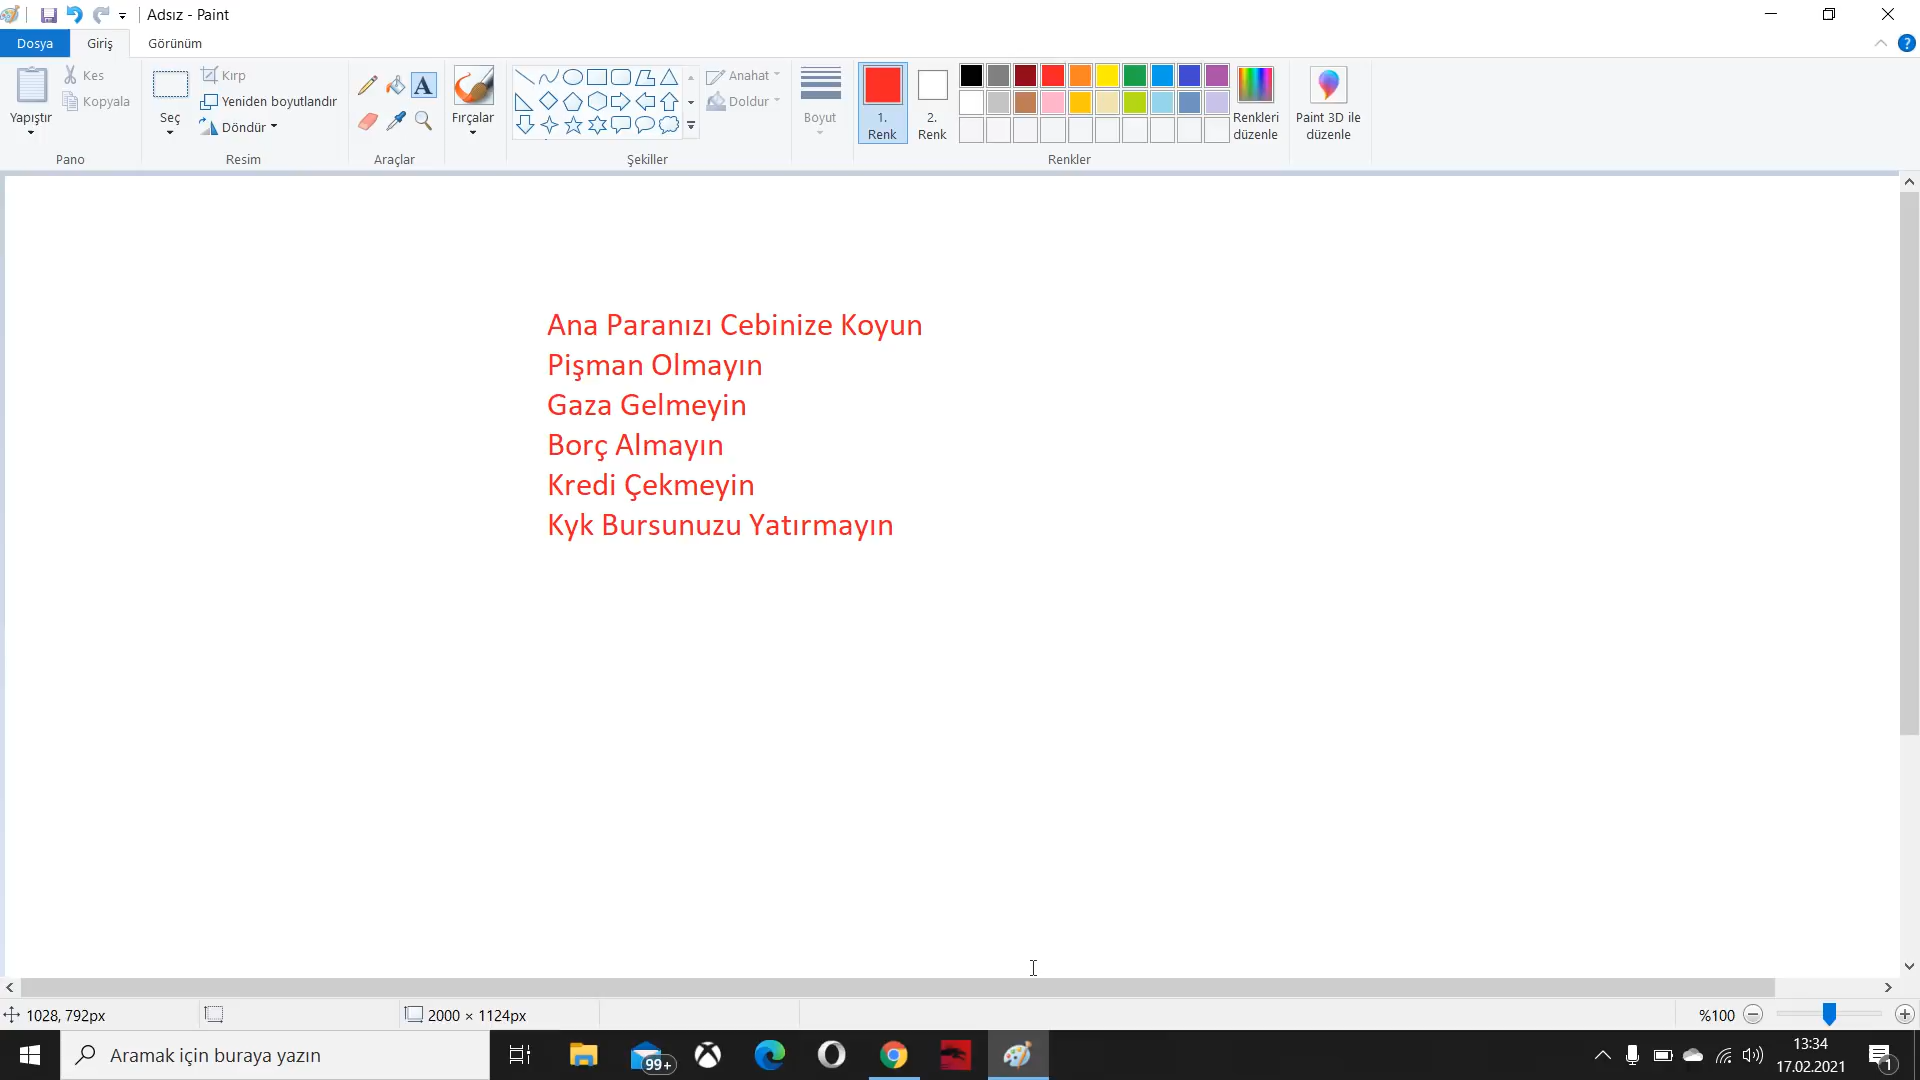 Adsız - Paint
Dosya
Giriş
Görünüm
Yapıştır
Kes
Kopyala
Pano
Seç
Kırp
Yeniden boyutlandır
Döndür
Resim
A
Araçlar
Fırçalar
Şekiller
Anahat
Doldur
Boyut
1.
Renk
2.
Renk
Renkler
Renkleri
düzenle
Paint 3D ile
düzenle
Ana Paranızı Cebinize Koyun
Pişman Olmayın
Gaza Gelmeyin
Borç Almayın
Kredi Çekmeyin
Kyk Bursunuzu Yatırmayın
1028, 792px
2000 × 1124px
%100
Aramak için buraya yazın
99+
13:34
17.02.2021
1